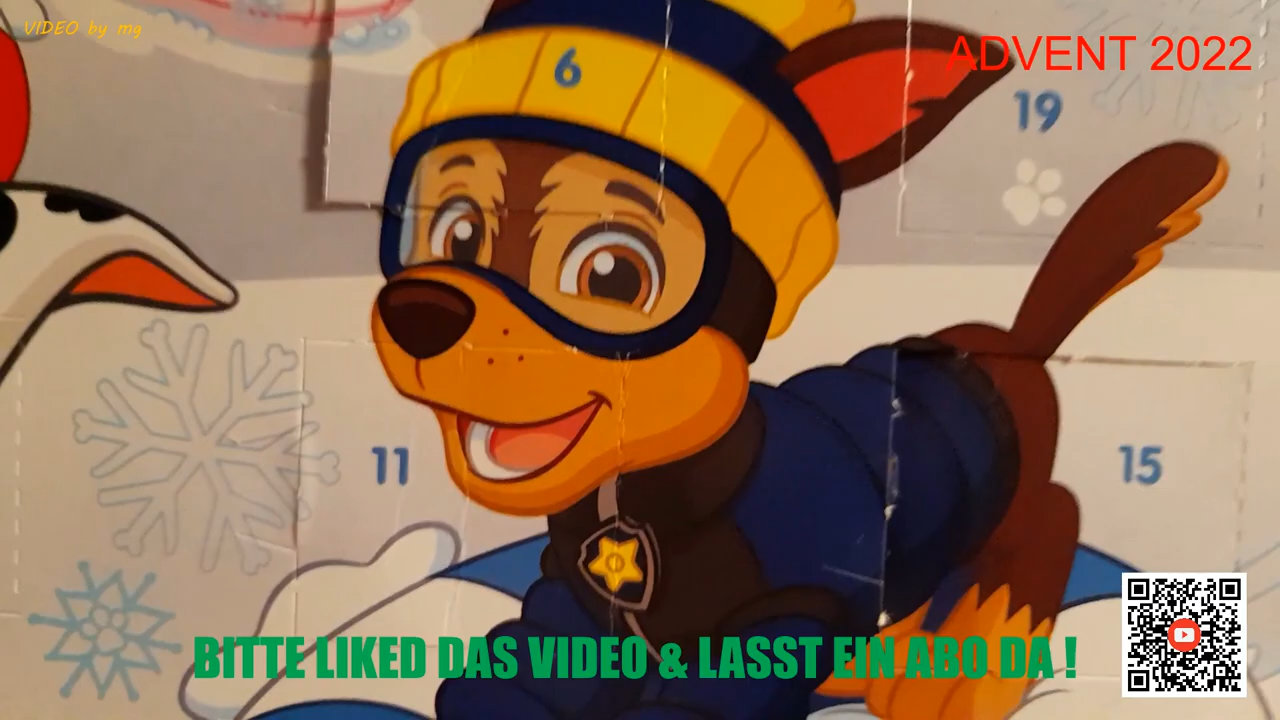 VIDEO by mg
ADVENT 2022
6
19
11
15
BITTE LIKED DAS VIDEO & LASST EIN ABO DA !